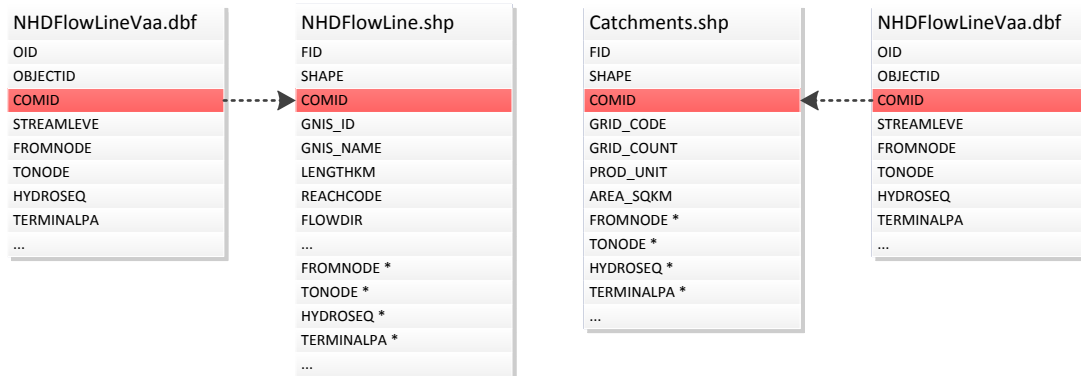 NHDFlowLineVaa.dbf
OID
OBJECTID
COMID
STREAMLEVE
FROMNODE
TONODE
HYDROSEQ
TERMINALPA
...
NHDFlowLine.shp
FID
SHAPE
COMID
GNIS_ID
GNIS_NAME
LENGTHKM
REACHCODE
FLOWDIR
...
FROMNODE *
TONODE *
HYDROSEQ *
TERMINALPA *
...
Catchments.shp
FID
SHAPE
COMID
GRID_CODE
GRID_COUNT
PROD_UNIT
AREA_SQKM
FROMNODE *
TONODE *
HYDROSEQ *
TERMINALPA *
...
NHDFlowLineVaa.dbf
OID
OBJECTID
COMID
STREAMLEVE
FROMNODE
TONODE
HYDROSEQ
TERMINALPA
...